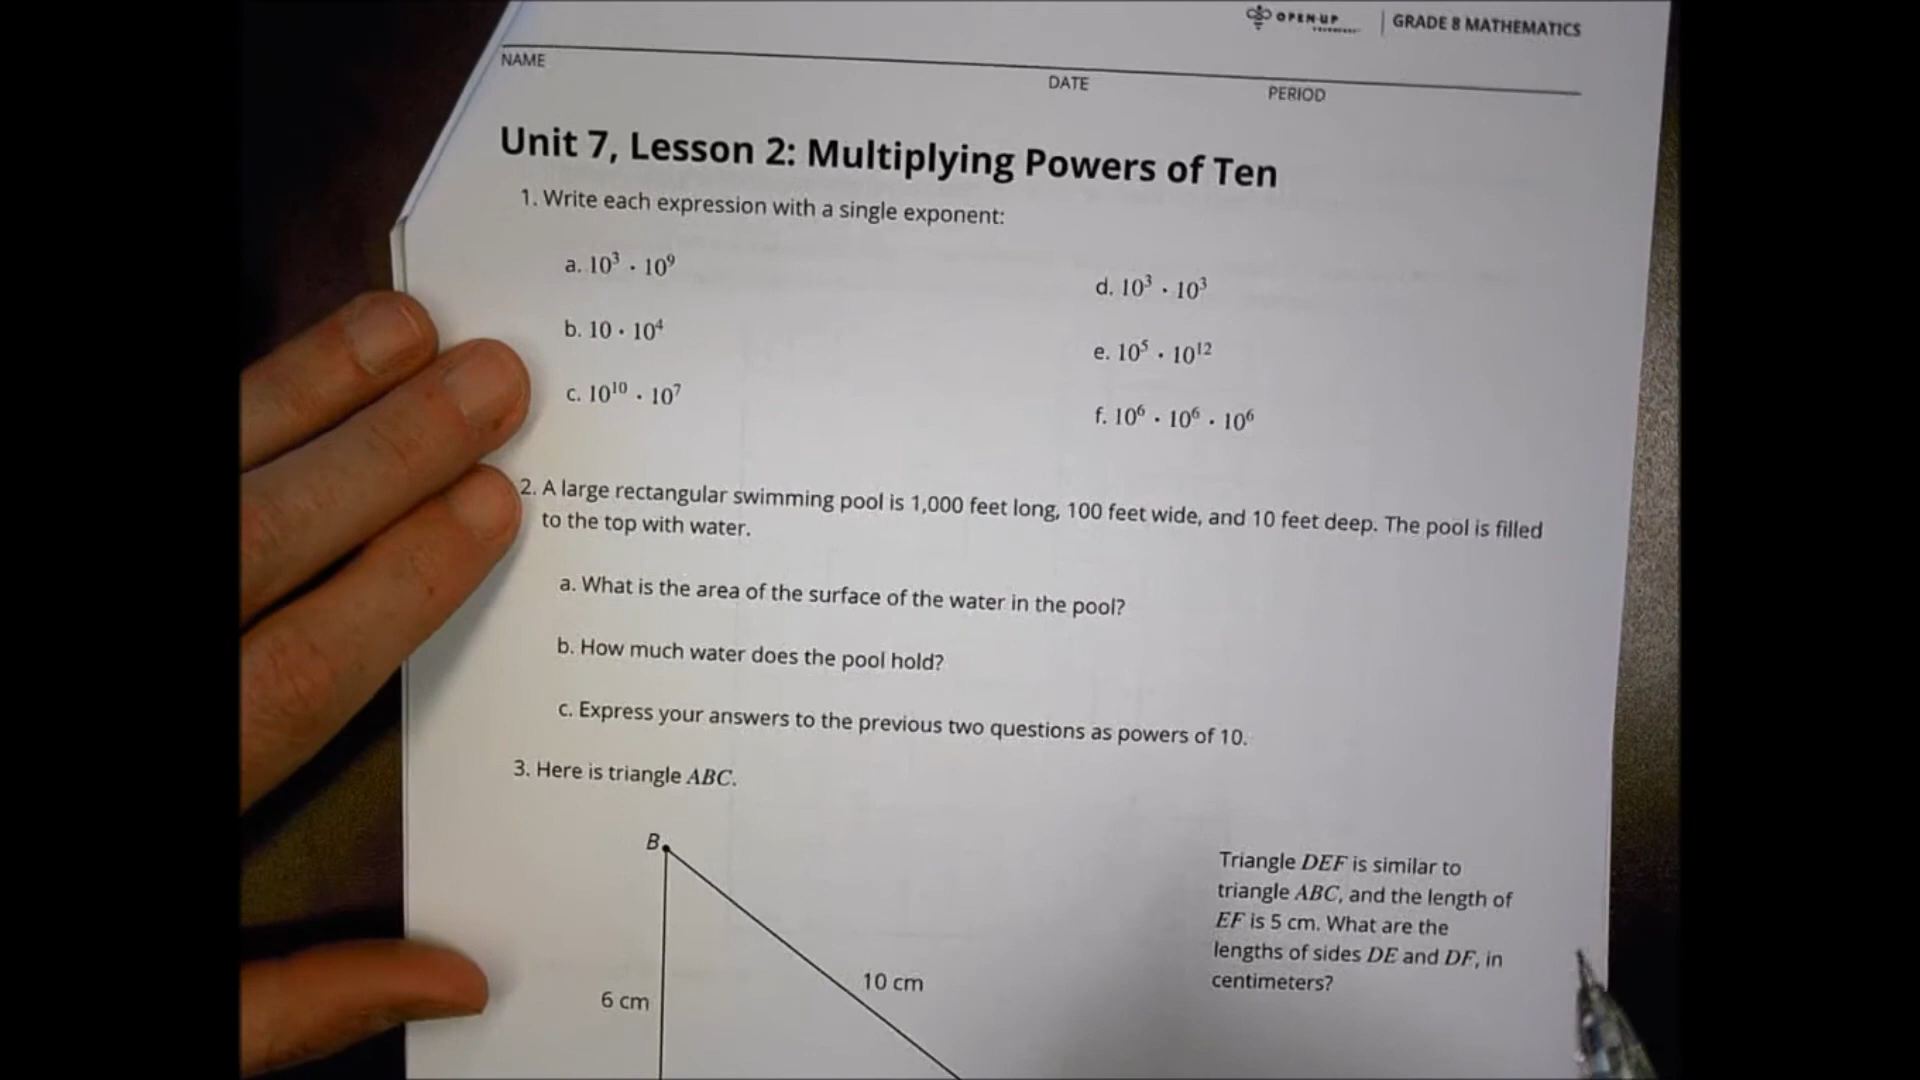 OPEN·UP | GRADE 8 MATHEMATICS
NAME
DATE
PERIOD
Unit 7, Lesson 2: Multiplying Powers of Ten
1. Write each expression with a single exponent:
a. 10³ · 10⁹
b. 10 · 10⁴
c. 10¹⁰ · 10⁷
d. 10³ · 10³
e. 10⁵ · 10¹²
f. 10⁶ · 10⁶ · 10⁶
2. A large rectangular swimming pool is 1,000 feet long, 100 feet wide, and 10 feet deep. The pool is filled
to the top with water.
a. What is the area of the surface of the water in the pool?
b. How much water does the pool hold?
c. Express your answers to the previous two questions as powers of 10.
3. Here is triangle ABC.
B
6 cm
10 cm
Triangle DEF is similar to
triangle ABC, and the length of
EF is 5 cm. What are the
lengths of sides DE and DF, in
centimeters?